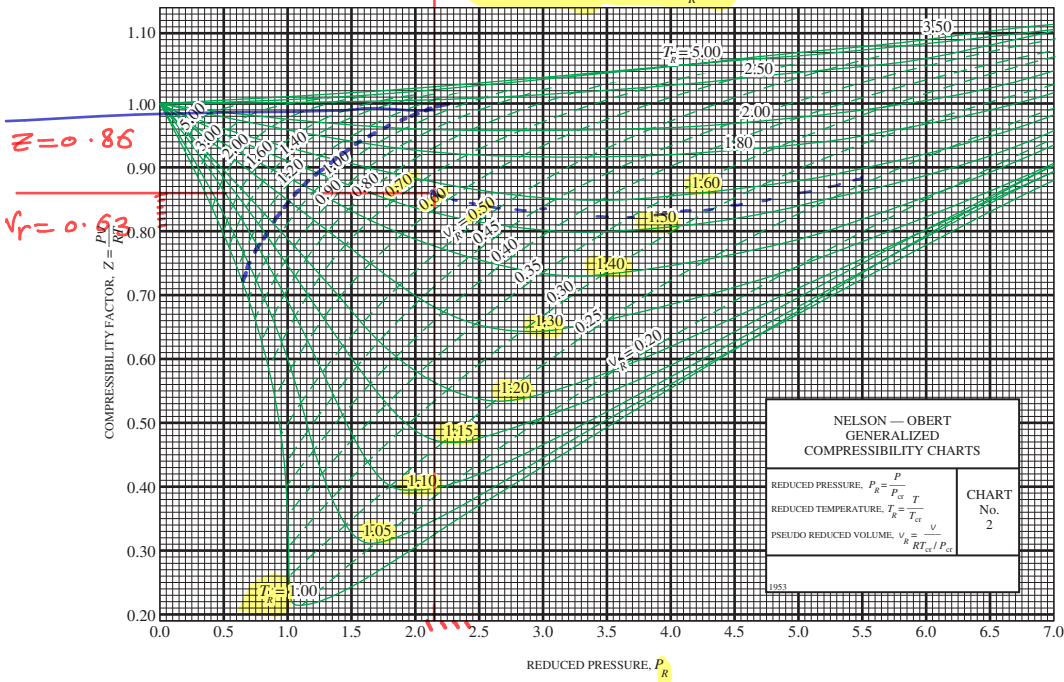 R
1.10
1.00
0.90
0.80
0.70
0.60
0.50
0.40
0.30
0.20
Z=0.86
Vr=0.63
COMPRESSIBILITY FACTOR, Z =
3.50
T_R = 5.00
2.50
2.00
1.80
1.60
1.50
1.40
1.30
1.20
1.15
1.10
1.05
T_R = 1.00
5.00
3.00
2.00
1.60
1.40
1.20
1.00
0.90
0.80
0.70
0.60
v_R = 0.50
0.45
0.40
0.35
0.30
0.25
v_R = 0.20
NELSON — OBERT
GENERALIZED
COMPRESSIBILITY CHARTS
REDUCED PRESSURE, P_R = P / P_cr
REDUCED TEMPERATURE, T_R = T / T_cr
PSEUDO REDUCED VOLUME, v_R = v / RT_cr / P_cr
CHART
No.
2
1953
0.0 0.5 1.0 1.5 2.0 2.5 3.0 3.5 4.0 4.5 5.0 5.5 6.0 6.5 7.0
REDUCED PRESSURE, P_R